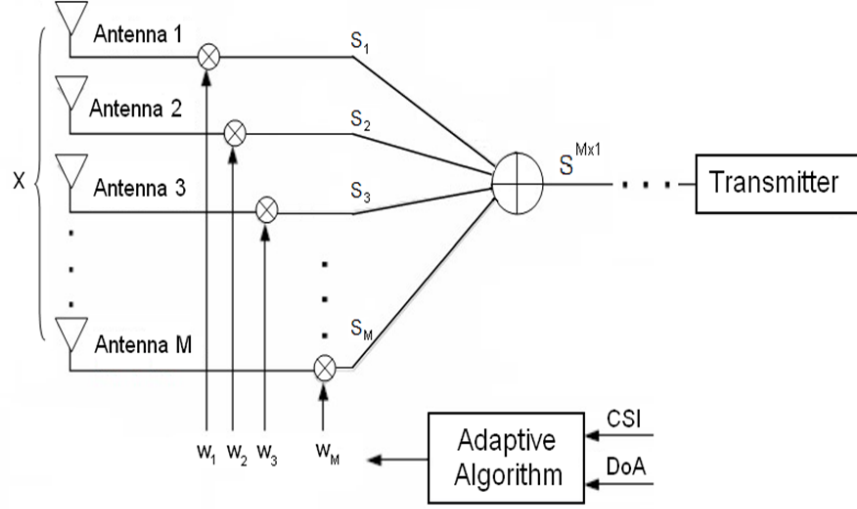 Antenna 1
S1
Antenna 2
S2
S^Mx1
Transmitter
X
Antenna 3
S3
Antenna M
SM
w1 w2 w3 wM
Adaptive
Algorithm
CSI
DoA